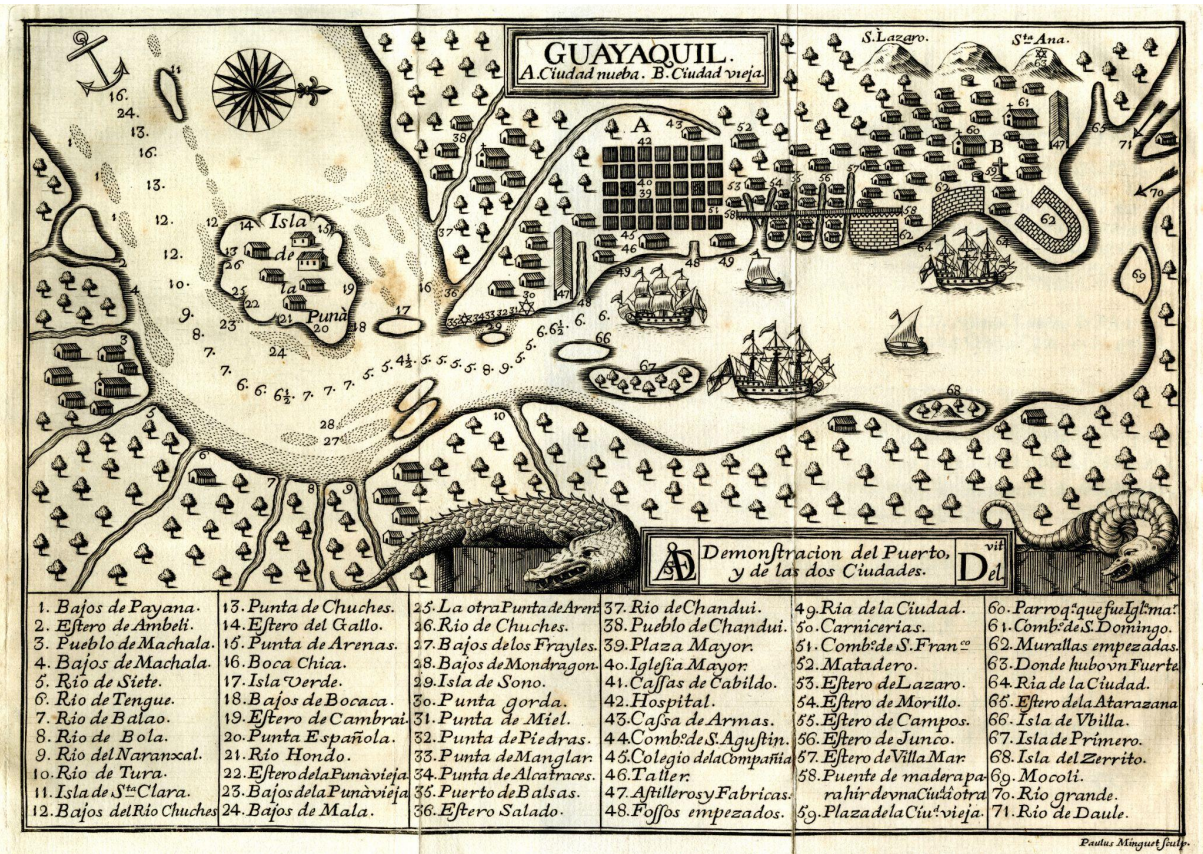 GUAYAQUIL.
A. Ciudad nueba. B. Ciudad vieja.
S. Lazaro.
Sta. Ana.
A
B
Isla
de
la
Punà
Demonſtracion del Puerto,
y de las dos Ciudades.
Dvit
Del.
1. Bajos de Payana.
2. Eſtero de Ambeli.
3. Pueblo de Machala.
4. Bajos de Machala.
5. Rio de Siete.
6. Rio de Tengue.
7. Rio de Balao.
8. Rio de Bola.
9. Rio del Naranxal.
10. Rio de Tura.
11. Isla de Sta. Clara.
12. Bajos del Rio Chuches
13. Punta de Chuches.
14. Eſtero del Gallo.
15. Punta de Arenas.
16. Boca Chica.
17. Isla Verde.
18. Bajos de Bocaca.
19. Eſtero de Cambrai.
20. Punta Española.
21. Rio Hondo.
22. Eſtero de la Punà vieja
23. Bajos de la Punà vieja
24. Bajos de Mala.
25. La otra Punta de Aren.
26. Rio de Chuches.
27. Bajos de los Frayles.
28. Bajos de Mondragon.
29. Isla de Sono.
30. Punta gorda.
31. Punta de Miel.
32. Punta de Piedras.
33. Punta de Manglar.
34. Punta de Alcatraces.
35. Puerto de Balsas.
36. Eſtero Salado.
37. Rio de Chandui.
38. Pueblo de Chandui.
39. Plaza Mayor.
40. Igleſia Mayor.
41. Caſſas de Cabildo.
42. Hospital.
43. Caſsa de Armas.
44. Combo. de S. Aguſtin.
45. Colegio de la Compañia
46. Taller.
47. Aſtilleros y Fabricas.
48. Foſſos empezados.
49. Ria de la Ciudad.
50. Carnicerias.
51. Combo. de S. Franco.
52. Matadero.
53. Eſtero de Lazaro.
54. Eſtero de Morillo.
55. Eſtero de Campos.
56. Eſtero de Junco.
57. Eſtero de Villa Mar.
58. Puente de madera pa-
ra hir de vna Ciud. à otra
59. Plaza de la Ciud. vieja.
60. Parroqa. que fue Igla. ma.
61. Combo. de S. Domingo.
62. Murallas empezadas.
63. Donde hubo vn Fuerte.
64. Ria de la Ciudad.
65. Eſtero de la Atarazana
66. Isla de Vbilla.
67. Isla de Primero.
68. Isla del Zerrito.
69. Mocoli.
70. Rio grande.
71. Rio de Daule.
Paulus Minguet ſculp.